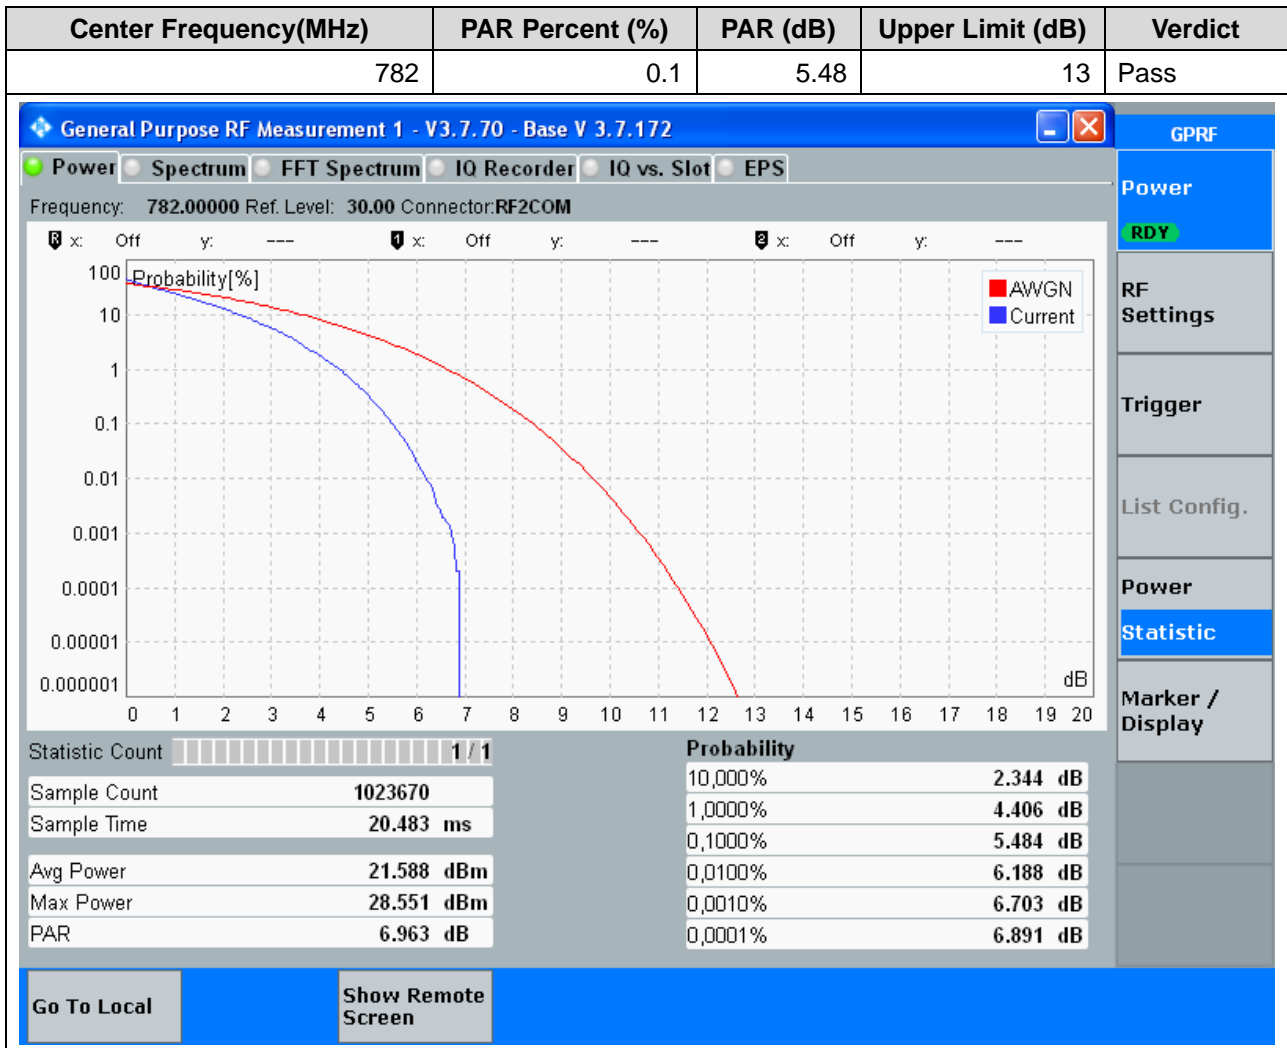 Center Frequency(MHz) PAR Percent (%) PAR (dB) Upper Limit (dB) Verdict
782 0.1 5.48 13 Pass
General Purpose RF Measurement 1 - V3.7.70 - Base V 3.7.172
GPRF
Power Spectrum FFT Spectrum IQ Recorder IQ vs. Slot EPS
Power
RDY
Frequency: 782.00000 Ref. Level: 30.00 Connector:RF2COM
R x: Off y: --- 1 x: Off y: --- 2 x: Off y: ---
Probability[%]
AWGN
Current
100
10
1
0.1
0.01
0.001
0.0001
0.00001
0.000001
dB
0 1 2 3 4 5 6 7 8 9 10 11 12 13 14 15 16 17 18 19 20
RF
Settings
Trigger
List Config.
Power
Statistic
Marker /
Display
Statistic Count 1 / 1
Sample Count 1023670
Sample Time 20.483 ms
Avg Power 21.588 dBm
Max Power 28.551 dBm
PAR 6.963 dB
Probability
10,000% 2.344 dB
1,0000% 4.406 dB
0,1000% 5.484 dB
0,0100% 6.188 dB
0,0010% 6.703 dB
0,0001% 6.891 dB
Go To Local
Show Remote
Screen